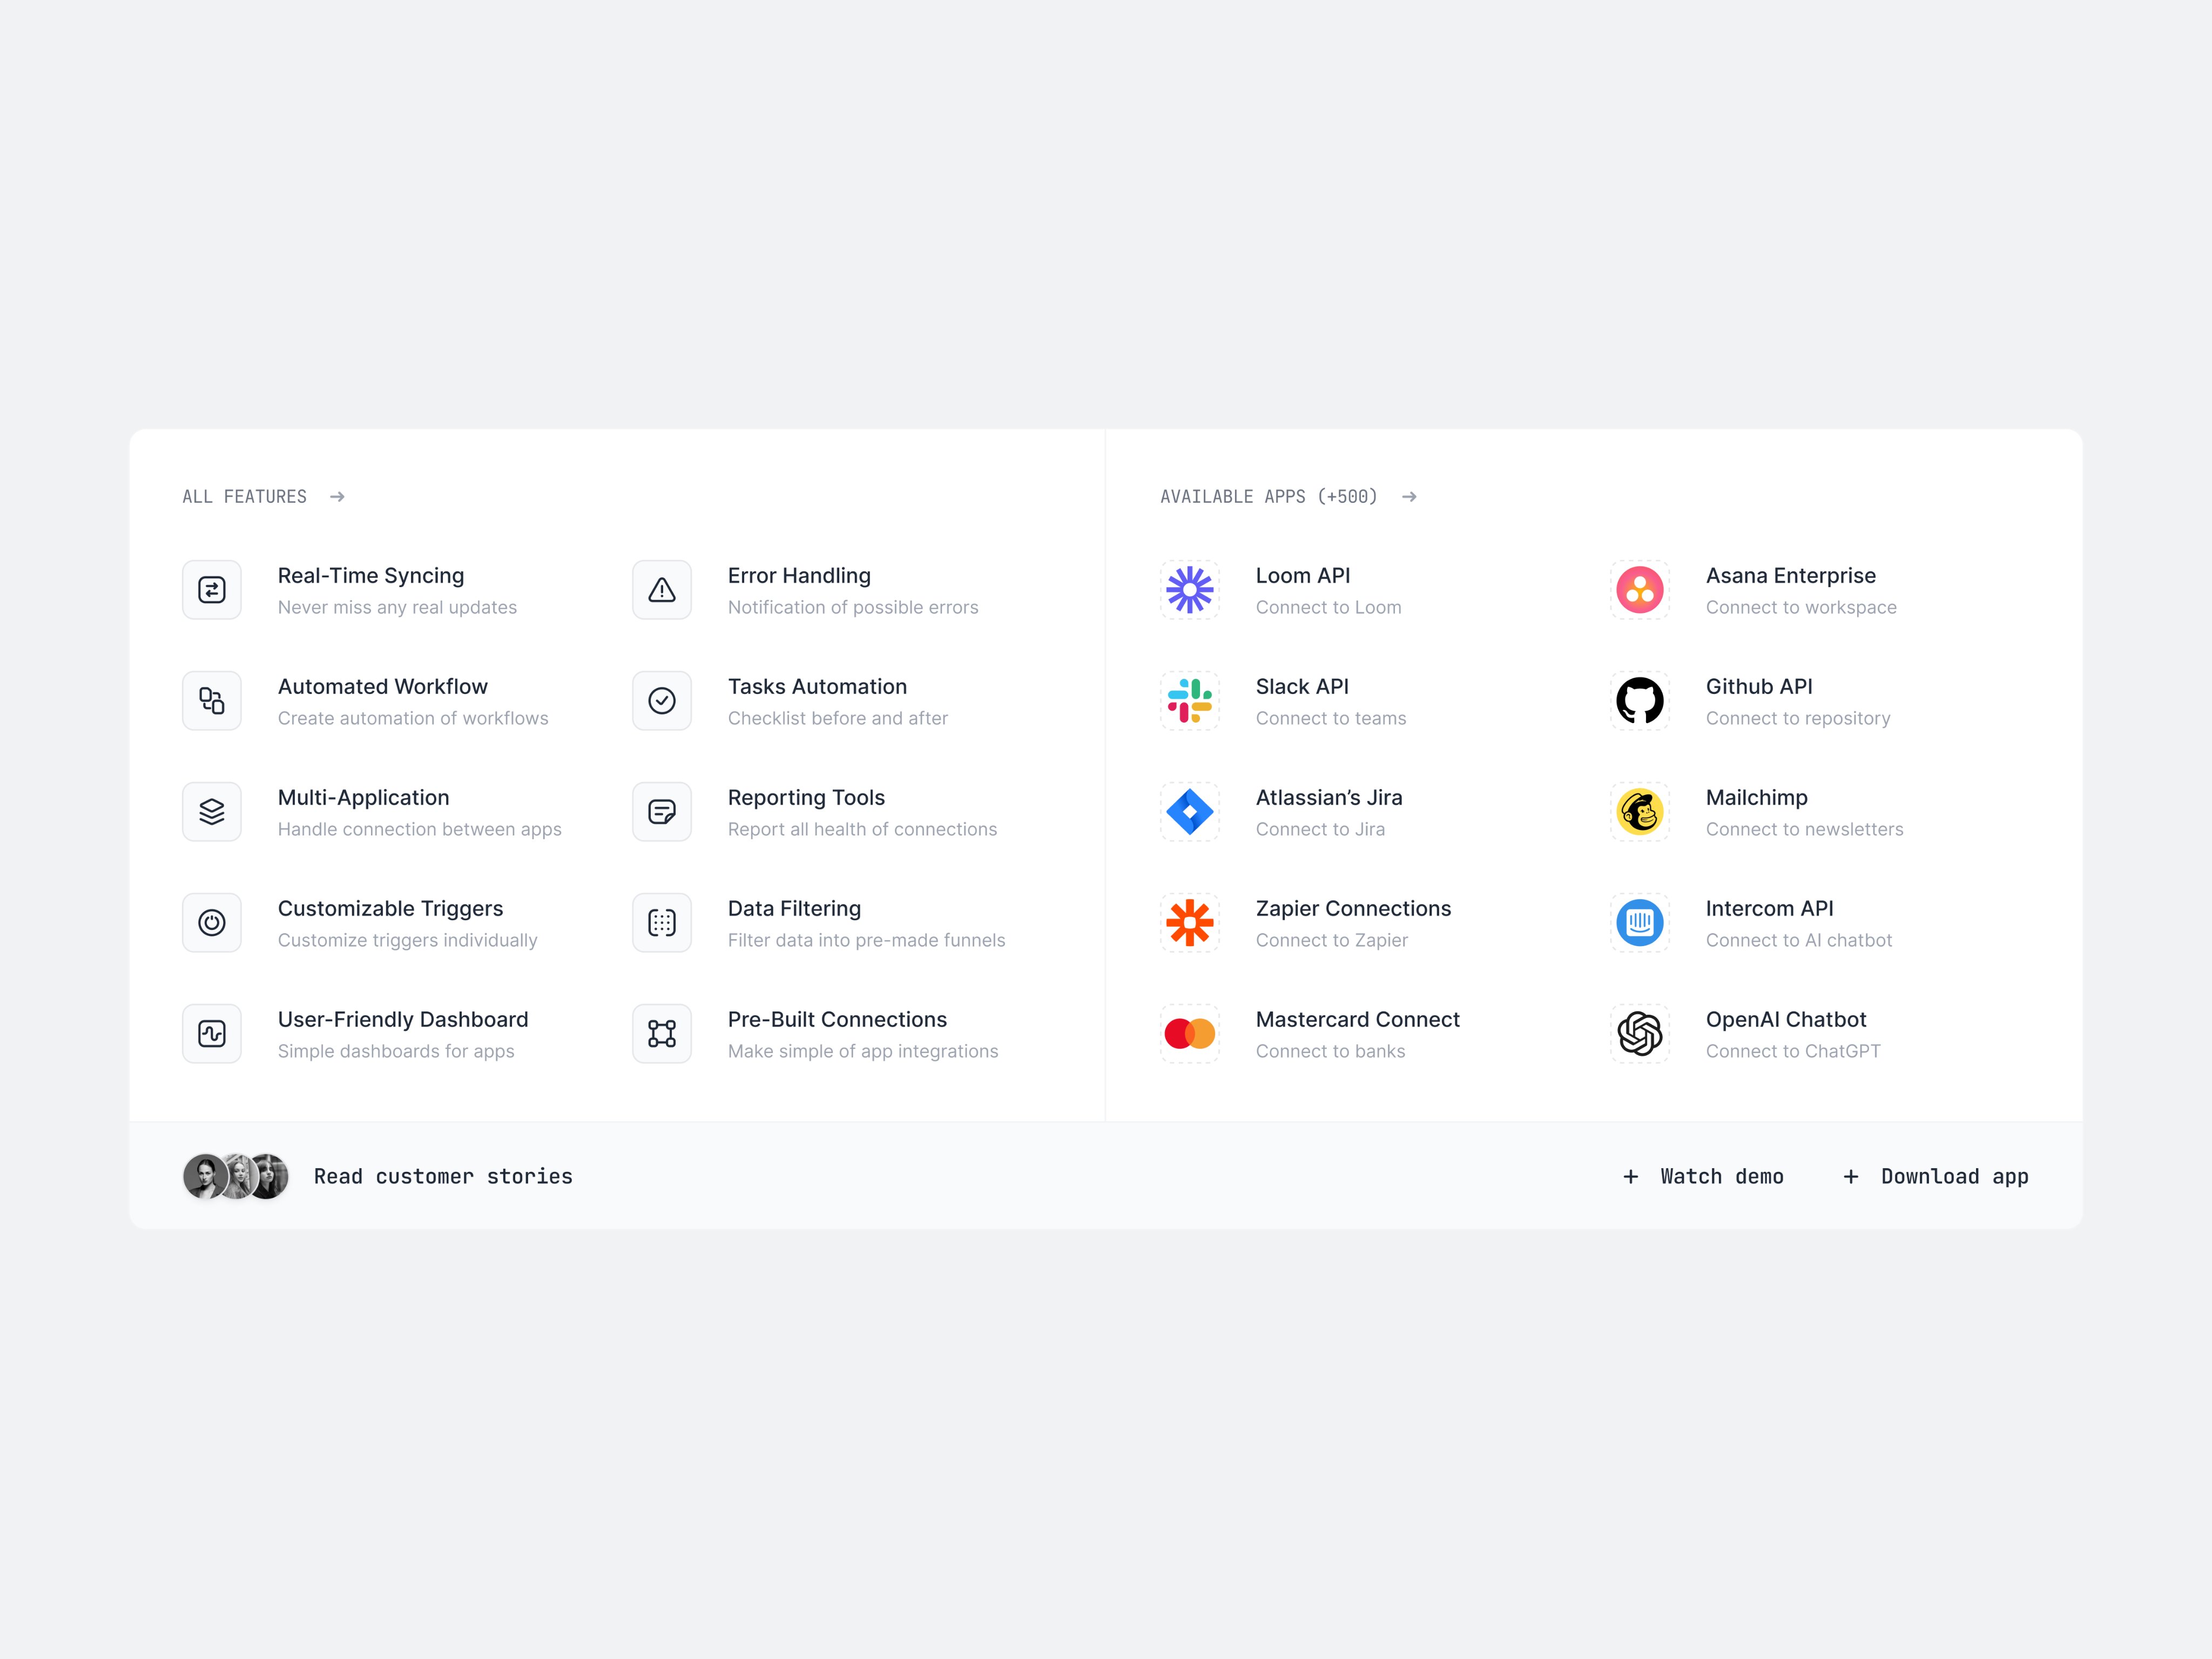 ALL FEATURES →
Real-Time Syncing
Never miss any real updates
Automated Workflow
Create automation of workflows
Multi-Application
Handle connection between apps
Customizable Triggers
Customize triggers individually
User-Friendly Dashboard
Simple dashboards for apps
Error Handling
Notification of possible errors
Tasks Automation
Checklist before and after
Reporting Tools
Report all health of connections
Data Filtering
Filter data into pre-made funnels
Pre-Built Connections
Make simple of app integrations
AVAILABLE APPS (+500) →
Loom API
Connect to Loom
Slack API
Connect to teams
Atlassian’s Jira
Connect to Jira
Zapier Connections
Connect to Zapier
Mastercard Connect
Connect to banks
Asana Enterprise
Connect to workspace
Github API
Connect to repository
Mailchimp
Connect to newsletters
Intercom API
Connect to AI chatbot
OpenAI Chatbot
Connect to ChatGPT
Read customer stories
+ Watch demo
+ Download app